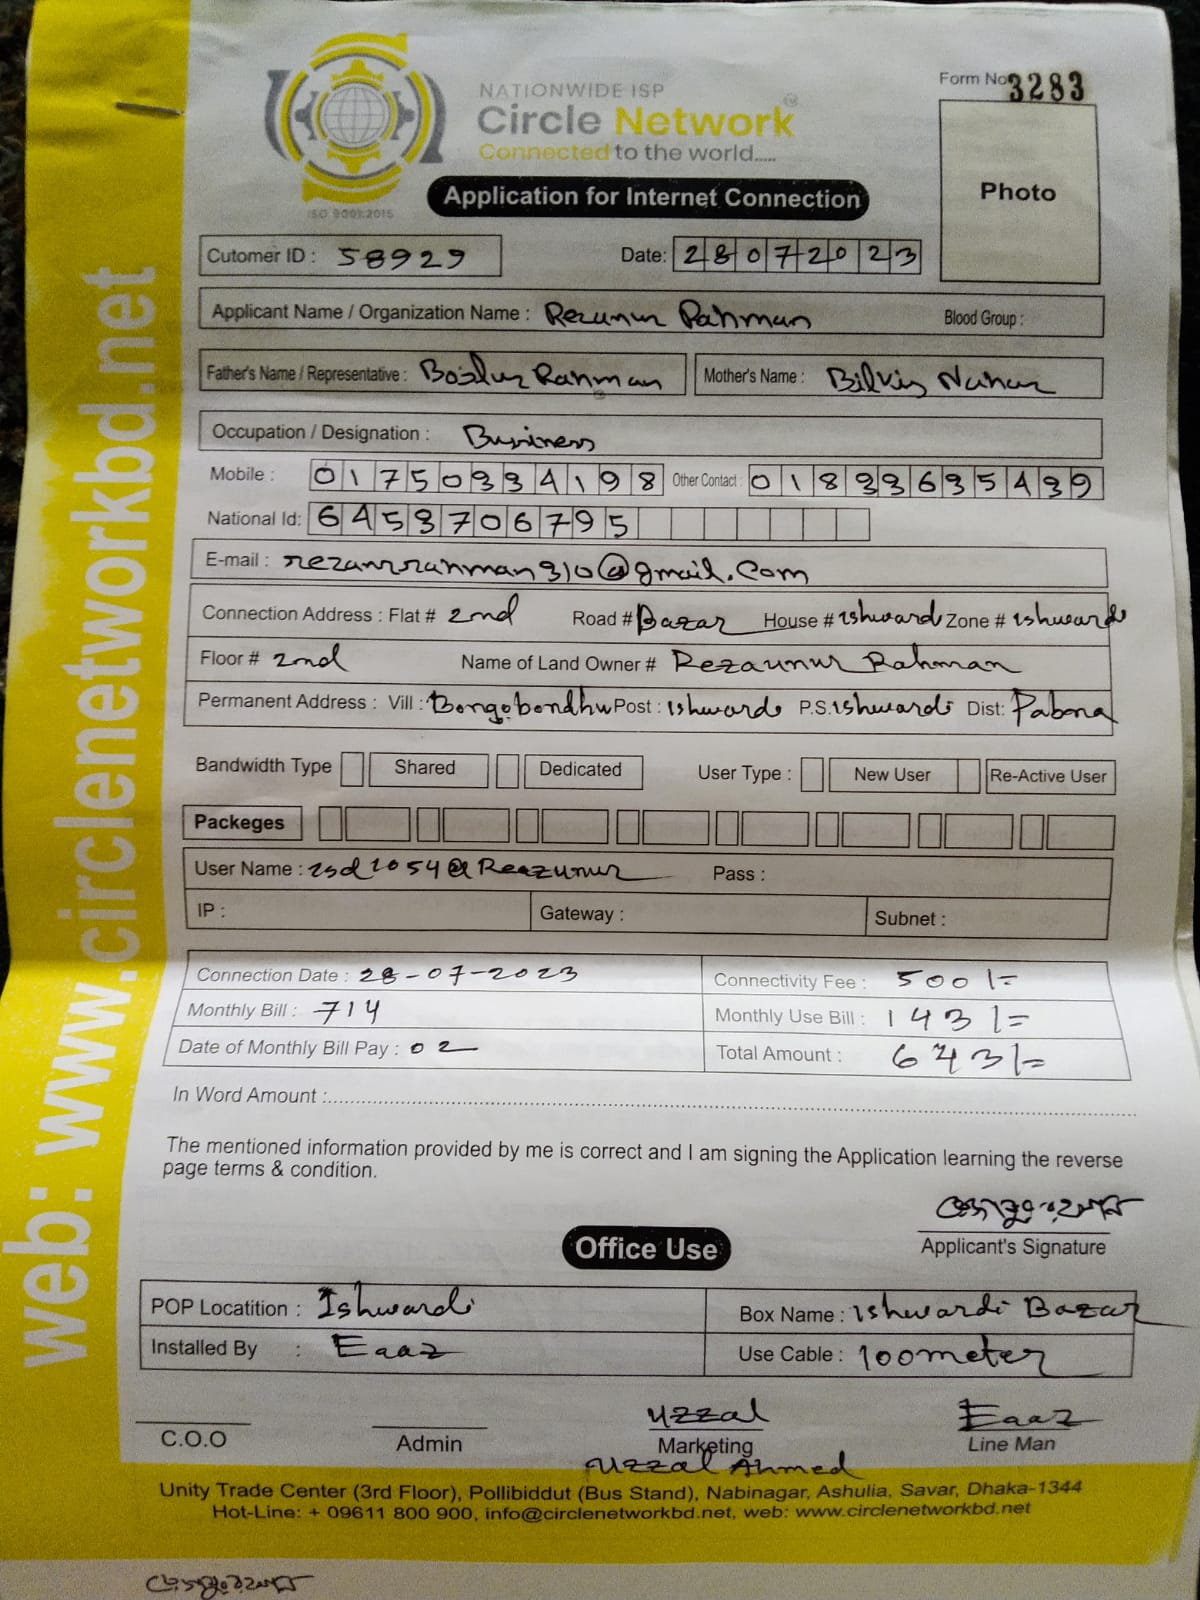 NATIONWIDE ISP
Circle Network
Connected to the world.....
ISO 9001:2015
Form No 3283
Photo
Application for Internet Connection
Cutomer ID : 58929 Date: 28072023
Applicant Name / Organization Name : Rezunur Rahman Blood Group :
Father's Name / Representative : Bozlur Rahman Mother's Name : Bilkis Nahar
Occupation / Designation : Business
Mobile : 01750334198 Other Contact : 01833635439
National Id: 6453706795
E-mail : rezanurrahman310@gmail.com
Connection Address : Flat # 2nd Road # Bazar House # ishwardi Zone # ishwardi
Floor # 2nd Name of Land Owner # Rezaunur Rahman
Permanent Address : Vill : Bongobondhu Post : ishwardi P.S. ishwardi Dist: Pabna
Bandwidth Type Shared Dedicated User Type : New User Re-Active User
Packeges
User Name : isd1054@Reazunur Pass :
IP : Gateway : Subnet :
Connection Date : 28-07-2023 Connectivity Fee : 500/=
Monthly Bill : 714 Monthly Use Bill : 143/=
Date of Monthly Bill Pay : 02 Total Amount : 643/=
In Word Amount :
The mentioned information provided by me is correct and I am signing the Application learning the reverse
page terms & condition.
Applicant's Signature
Office Use
POP Locatition : Ishwardi Box Name : ishwardi Bazar
Installed By : Eaaz Use Cable : 100meter
uzzal Eaaz
C.O.O Admin Marketing Line Man
uzzal Ahmed
Unity Trade Center (3rd Floor), Pollibiddut (Bus Stand), Nabinagar, Ashulia, Savar, Dhaka-1344
Hot-Line: + 09611 800 900, info@circlenetworkbd.net, web: www.circlenetworkbd.net
web: www.circlenetworkbd.net